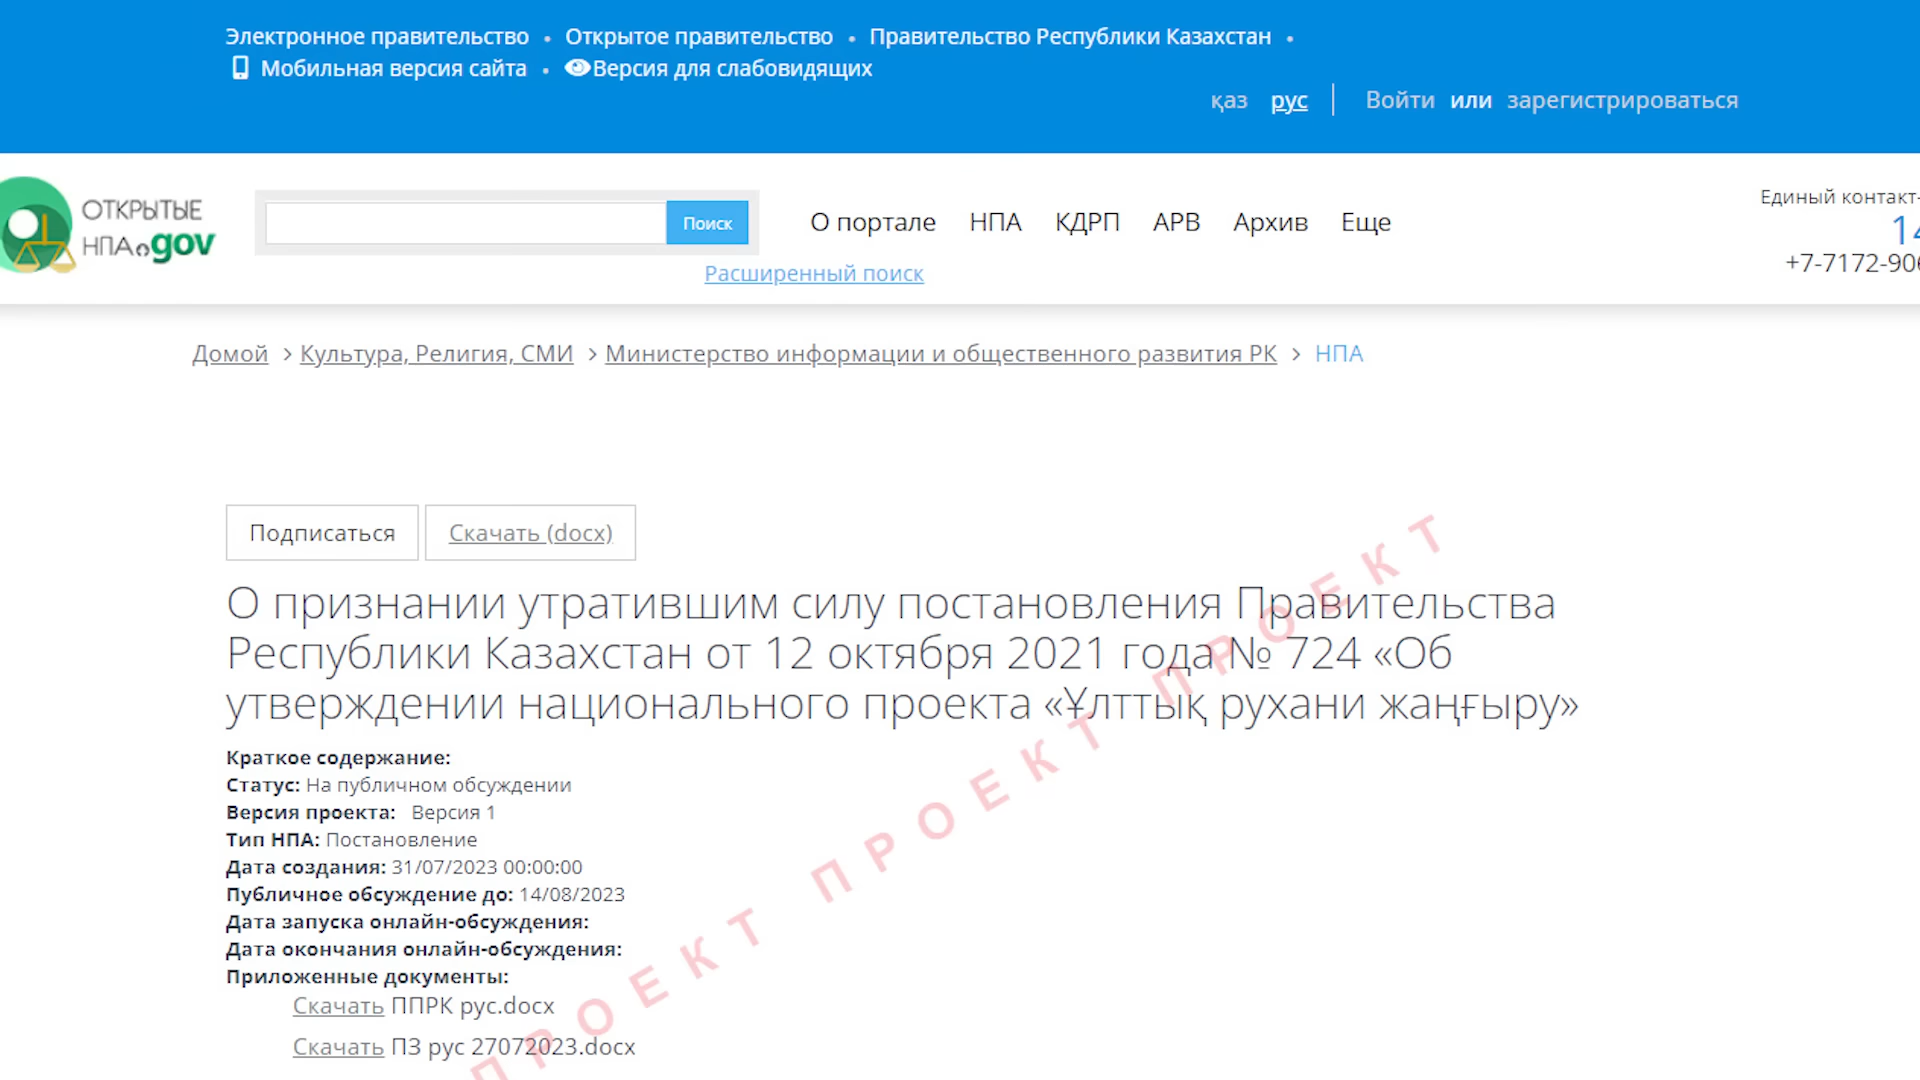 Электронное правительство • Открытое правительство • Правительство Республики Казахстан •
Мобильная версия сайта • Версия для слабовидящих
қаз рус | Войти или зарегистрироваться
ОТКРЫТЫЕ
НПА.gov
Поиск
О портале НПА КДРП АРВ Архив Еще
Расширенный поиск
Единый контакт-
14
+7-7172-906
Домой > Культура, Религия, СМИ > Министерство информации и общественного развития РК > НПА
Подписаться
Скачать (docx)
О признании утратившим силу постановления Правительства
Республики Казахстан от 12 октября 2021 года № 724 «Об
утверждении национального проекта «Ұлттық рухани жаңғыру»
Краткое содержание:
Статус: На публичном обсуждении
Версия проекта: Версия 1
Тип НПА: Постановление
Дата создания: 31/07/2023 00:00:00
Публичное обсуждение до: 14/08/2023
Дата запуска онлайн-обсуждения:
Дата окончания онлайн-обсуждения:
Приложенные документы:
Скачать ППРК рус.docx
Скачать ПЗ рус 27072023.docx
ПРОЕКТ ПРОЕКТ ПРОЕКТ